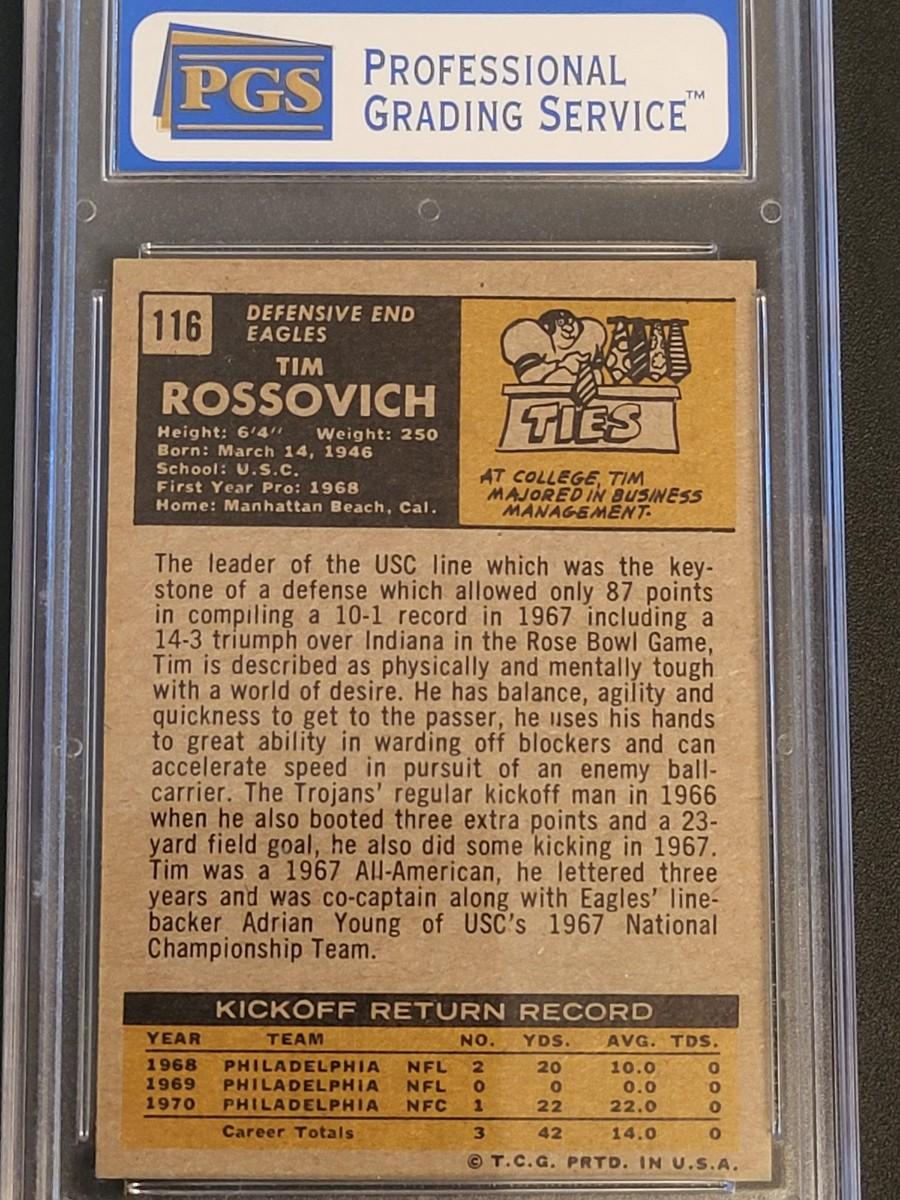 PGS
PROFESSIONAL
GRADING SERVICE™
116
DEFENSIVE END
EAGLES
TIM
ROSSOVICH
Height: 6'4" Weight: 250
Born: March 14, 1946
School: U.S.C.
First Year Pro: 1968
Home: Manhattan Beach, Cal.
TIES
AT COLLEGE, TIM
MAJORED IN BUSINESS
MANAGEMENT.
The leader of the USC line which was the key-
stone of a defense which allowed only 87 points
in compiling a 10-1 record in 1967 including a
14-3 triumph over Indiana in the Rose Bowl Game,
Tim is described as physically and mentally tough
with a world of desire. He has balance, agility and
quickness to get to the passer, he uses his hands
to great ability in warding off blockers and can
accelerate speed in pursuit of an enemy ball-
carrier. The Trojans' regular kickoff man in 1966
when he also booted three extra points and a 23-
yard field goal, he also did some kicking in 1967.
Tim was a 1967 All-American, he lettered three
years and was co-captain along with Eagles' line-
backer Adrian Young of USC's 1967 National
Championship Team.
KICKOFF RETURN RECORD
YEAR TEAM NO. YDS. AVG. TDS.
1968 PHILADELPHIA NFL 2 20 10.0 0
1969 PHILADELPHIA NFL 0 0 0.0 0
1970 PHILADELPHIA NFC 1 22 22.0 0
Career Totals 3 42 14.0 0
© T.C.G. PRTD. IN U.S.A.